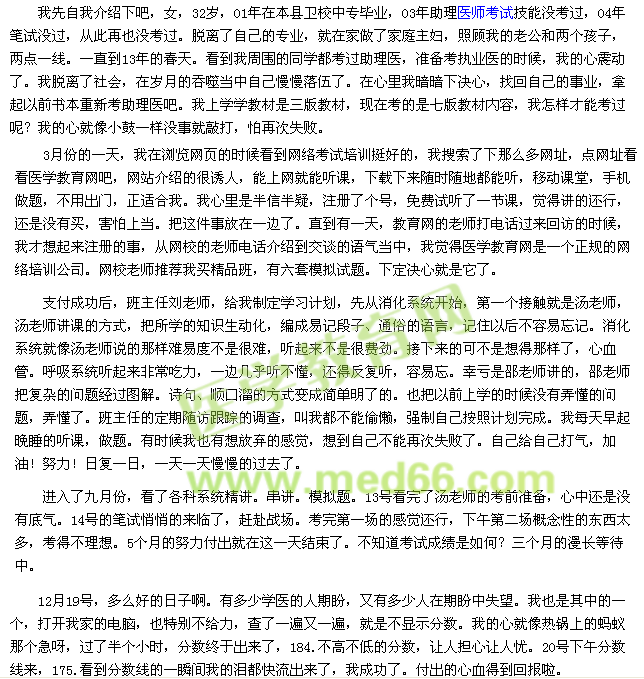 我先自我介绍下吧，女，32岁，01年在本县卫校中专毕业，03年助理医师考试技能没考过，04年
笔试没过，从此再也没考过。脱离了自己的专业，就在家做了家庭主妇，照顾我的老公和两个孩子，
两点一线。一直到13年的春天。看到我周围的同学都考过助理医，准备考执业医的时候，我的心震动
了。我脱离了社会，在岁月的吞噬当中自己慢慢落伍了。在心里我暗暗下决心，找回自己的事业，拿
起以前书本重新考助理医吧。我上学学教材是三版教材，现在考的是七版教材内容，我怎样才能考过
呢？我的心就像小鼓一样没事就敲打，怕再次失败。
3月份的一天，我在浏览网页的时候看到网络考试培训挺好的，我搜索了下那么多网址，点网址看
看医学教育网吧，网站介绍的很诱人，能上网就能听课，下载下来随时随地都能听，移动课堂，手机
做题，不用出门，正适合我。我心里是半信半疑，注册了个号，免费试听了一节课，觉得讲的还行，
还是没有买，害怕上当。把这件事放在一边了。直到有一天，教育网的老师打电话过来回访的时候，
我才想起来注册的事，从网校的老师电话介绍到交谈的语气当中，我觉得医学教育网是一个正规的网
络培训公司。网校老师推荐我买精品班，有六套模拟试题。下定决心就是它了。
支付成功后，班主任刘老师，给我制定学习计划，先从消化系统开始，第一个接触就是汤老师，
汤老师讲课的方式，把所学的知识生动化，编成易记段子，通俗的语言，记住以后不容易忘记。消化
系统就像汤老师说的那样难易度不是很难，听起来不是很费劲。接下来的可不是想得那样了，心血
管。呼吸系统听起来非常吃力，一边几乎听不懂，还得反复听，容易忘。幸亏是邵老师讲的，邵老师
把复杂的问题经过图解。诗句，顺口溜的方式变成简单明了的。也把以前上学的时候没有弄懂的问
题，弄懂了。班主任的定期随访跟踪的调查，叫我都不能偷懒，强制自己按照计划完成。我每天早起
晚睡的听课，做题。有时候我也有想放弃的感觉，想到自己不能再次失败了。自己给自己打气，加
油！努力！日复一日，一天一天慢慢的过去了。
进入了九月份，看了各科系统精讲。串讲。模拟题。13号看完了汤老师的考前准备，心中还是没
有底气。14号的笔试悄悄的来临了，赶赴战场。考完第一场的感觉还行，下午第二场概念性的东西太
多，考得不理想。5个月的努力付出就在这一天结束了。不知道考试成绩是如何？三个月的漫长等待
中。
12月19号，多么好的日子啊。有多少学医的人期盼，又有多少人在期盼中失望。我也是其中的一
个，打开我家的电脑，也特别不给力，查了一遍又一遍，就是不显示分数。我的心就像热锅上的蚂蚁
那个急呀，过了半个小时，分数终于出来了，184.不高不低的分数，让人担心让人忧。20号下午分数
线来，175.看到分数线的一瞬间我的泪都快流出来了，我成功了。付出的心血得到回报啦。
医学教育网
www.med66.com